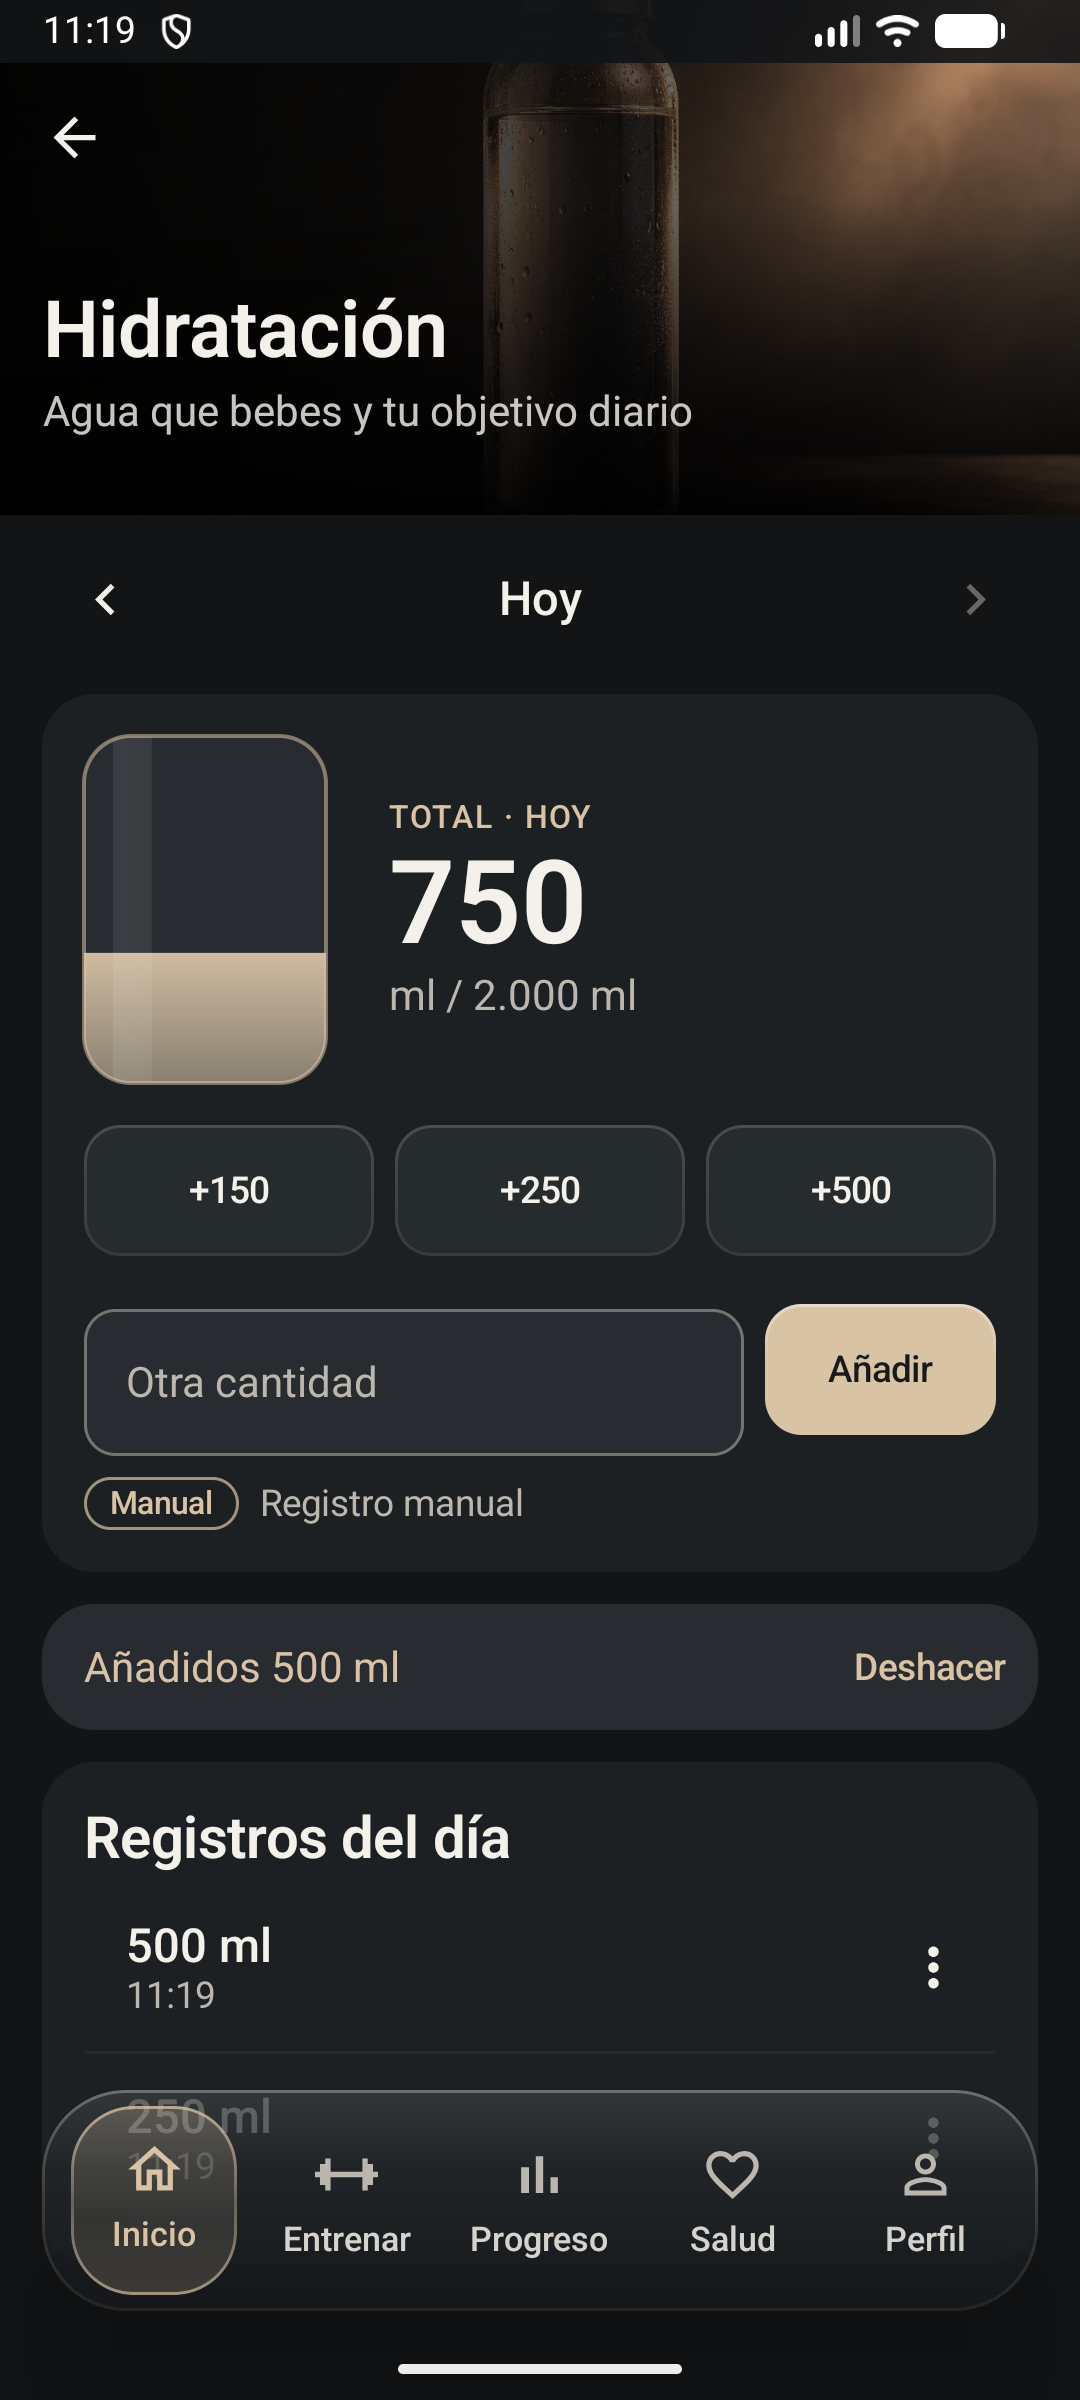 11:19
Hidratación
Agua que bebes y tu objetivo diario
Hoy
TOTAL · HOY
750
ml / 2.000 ml
+150
+250
+500
Otra cantidad
Añadir
Manual
Registro manual
Añadidos 500 ml
Deshacer
Registros del día
500 ml
11:19
250 ml
11:19
Inicio
Entrenar
Progreso
Salud
Perfil